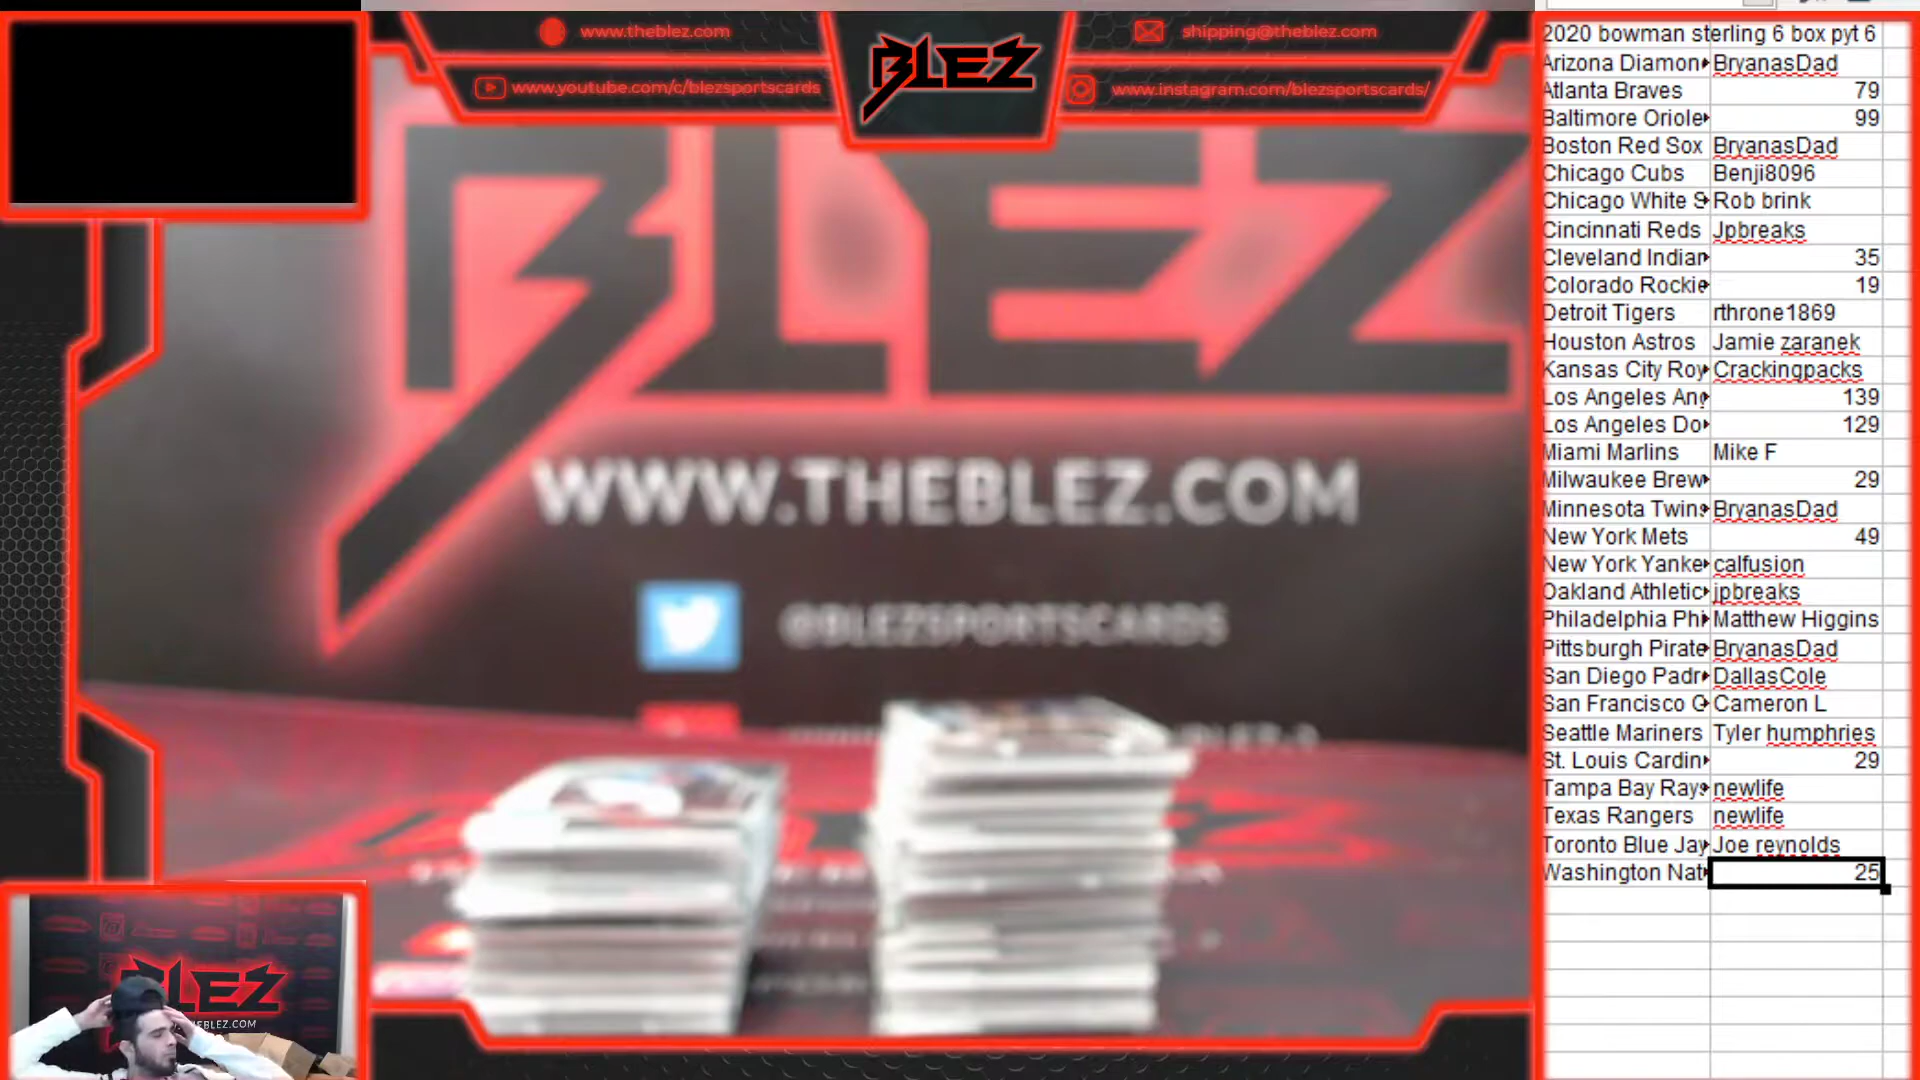 www.theblez.com
www.youtube.com/c/blezsportscards
BLEZ
shipping@theblez.com
www.instagram.com/blezsportscards/
BLEZ
WWW.THEBLEZ.COM
@BLEZSPORTSCARDS
BLEZ
2020 bowman sterling 6 box pyt 6
Arizona Diamon BryanasDad
Atlanta Braves 79
Baltimore Oriole 99
Boston Red Sox BryanasDad
Chicago Cubs Benji8096
Chicago White S Rob brink
Cincinnati Reds Jpbreaks
Cleveland Indian 35
Colorado Rockie 19
Detroit Tigers rthrone1869
Houston Astros Jamie zaranek
Kansas City Roy Crackingpacks
Los Angeles Ang 139
Los Angeles Do 129
Miami Marlins Mike F
Milwaukee Brew 29
Minnesota Twins BryanasDad
New York Mets 49
New York Yanke calfusion
Oakland Athletic jpbreaks
Philadelphia Phi Matthew Higgins
Pittsburgh Pirate BryanasDad
San Diego Padr DallasCole
San Francisco G Cameron L
Seattle Mariners Tyler humphries
St. Louis Cardin 29
Tampa Bay Rays newlife
Texas Rangers newlife
Toronto Blue Jay Joe reynolds
Washington Nat 25
BLEZ